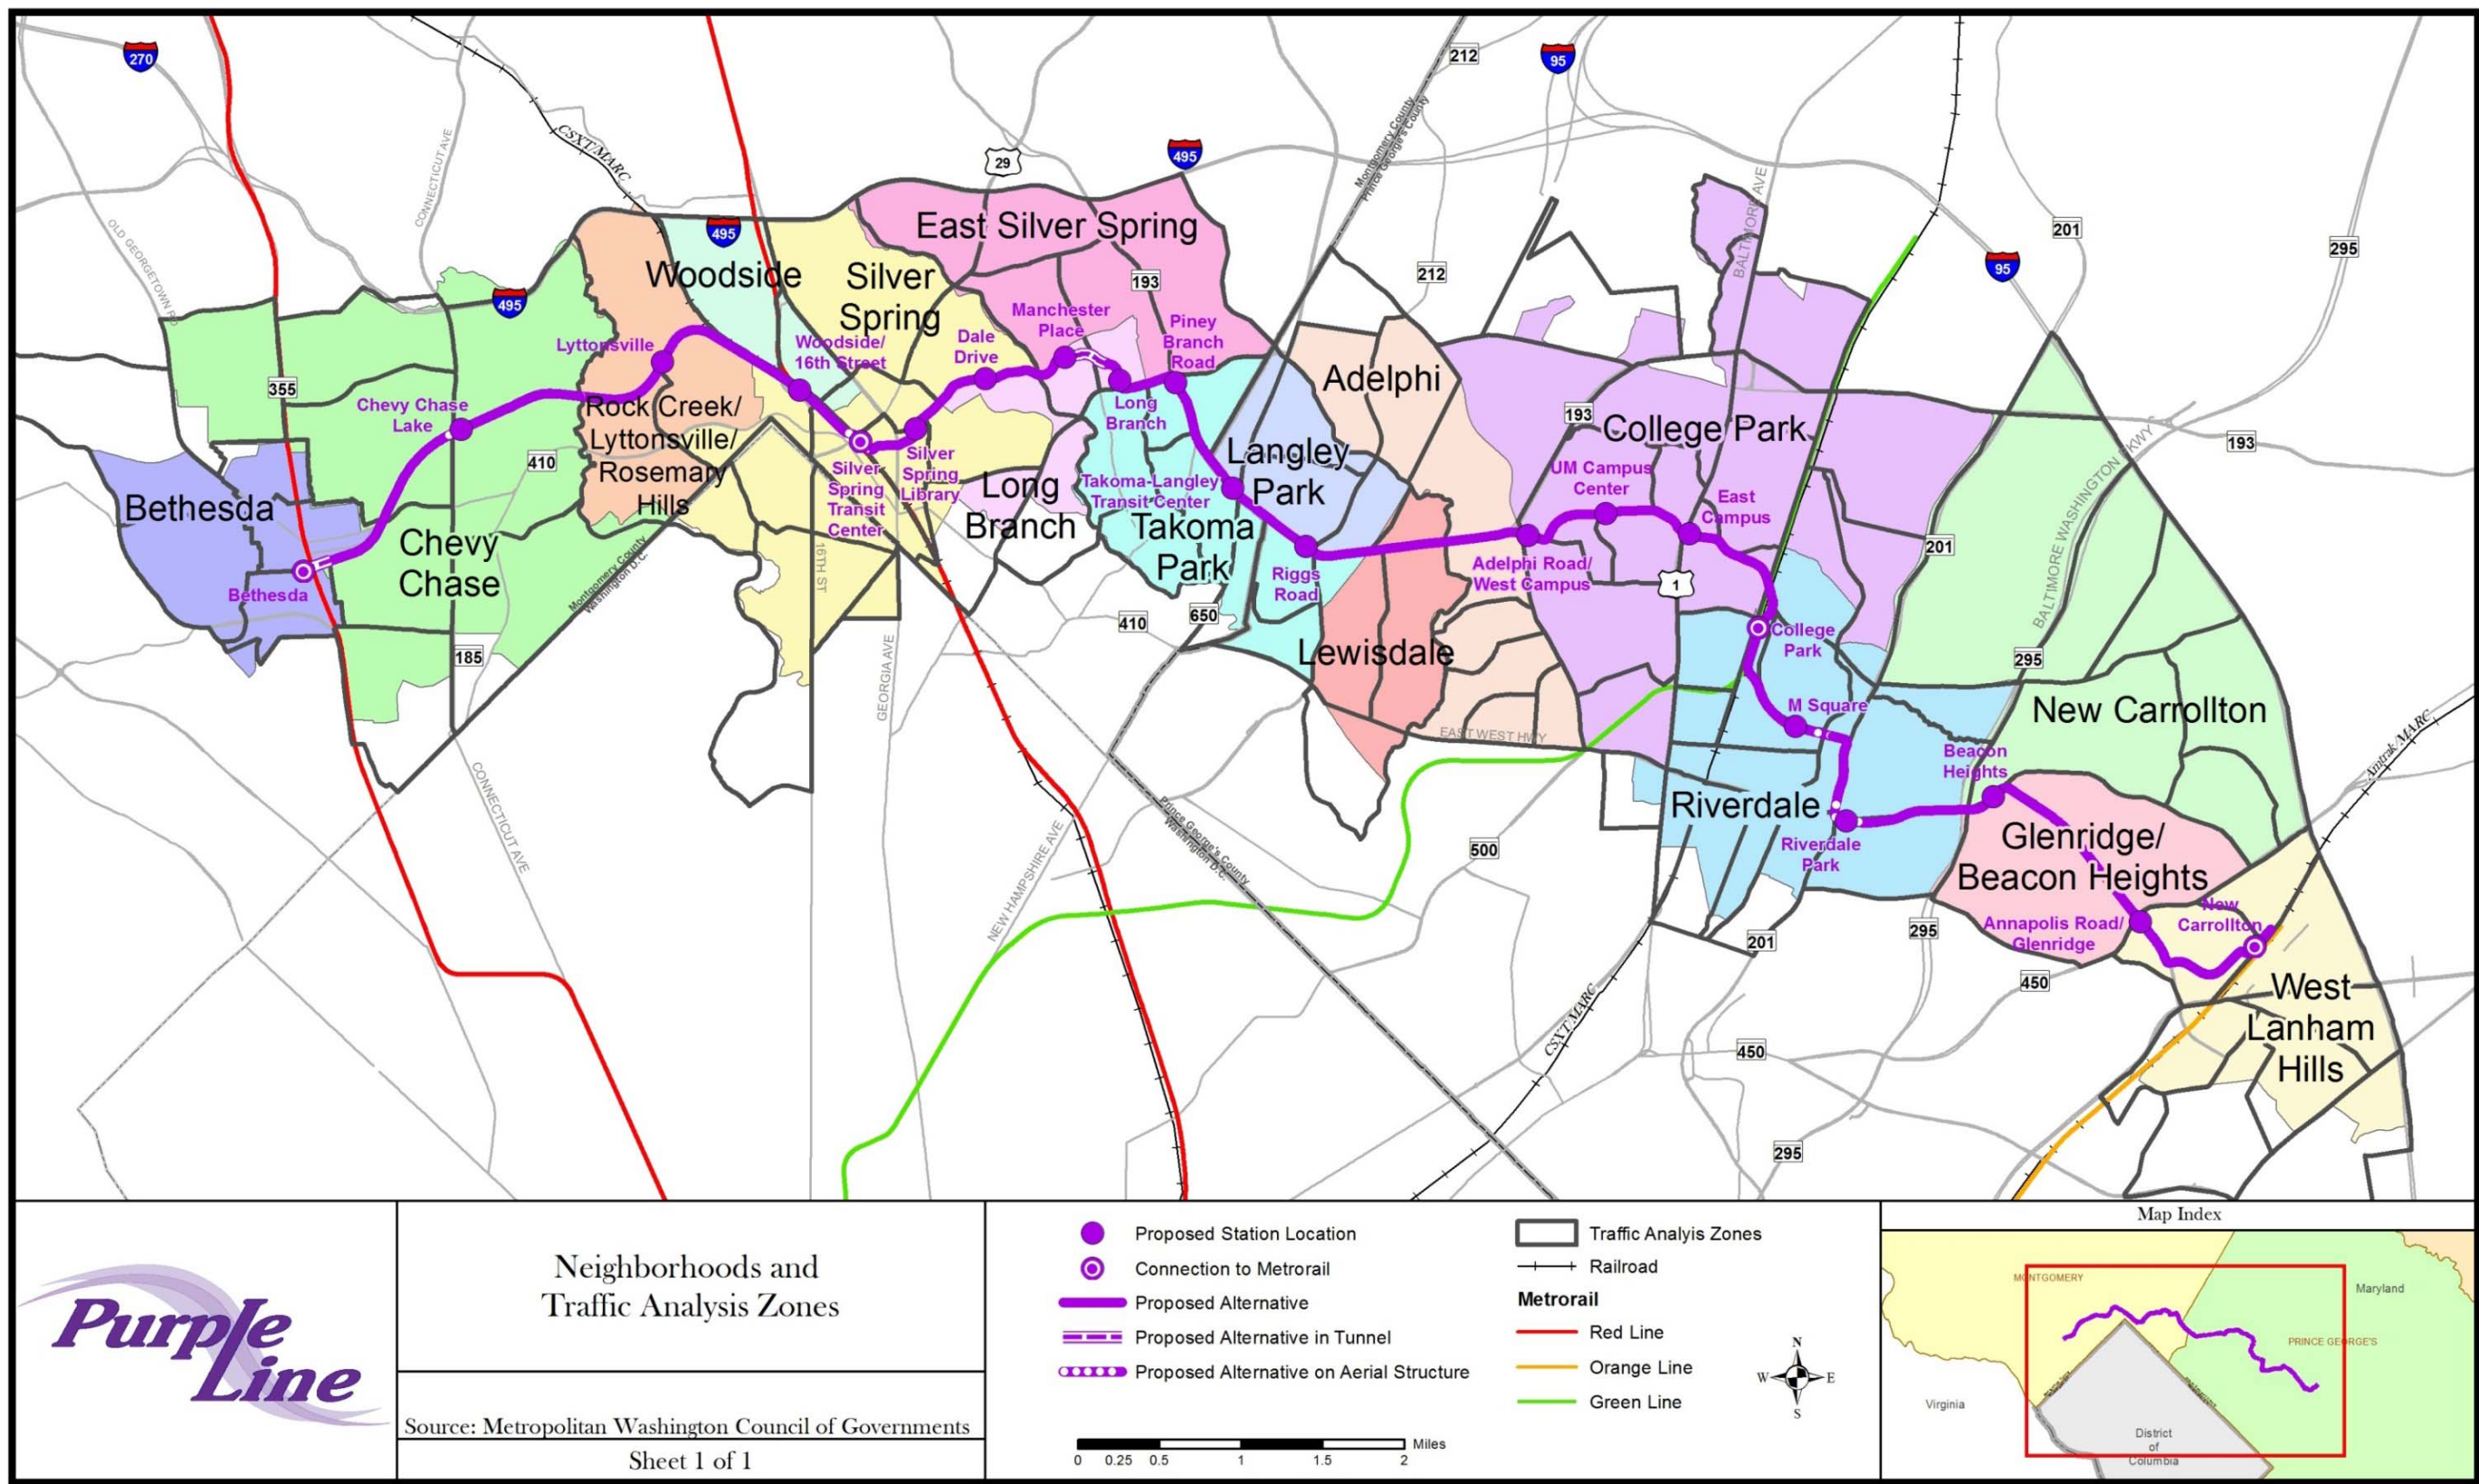 270
CSXT/MARC
CONNECTICUT AVE
OLD GEORGETOWN RD
29
495
212
95
Montgomery County
Prince George's County
BALTIMORE AVE
201
295
95
495
495
212
193
East Silver Spring
Woodside
Silver
Spring
Manchester
Place
Dale
Drive
Piney
Branch
Road
Lyttonsville
Woodside/
16th Street
355
Chevy Chase
Lake
410
Rock Creek/
Lyttonsville/
Rosemary
Hills
Adelphi
193
College Park
193
BALTIMORE WASHINGTON PKWY
Long
Branch
Langley
Park
Silver
Spring
Transit
Center
Silver
Spring
Library
Long
Branch
Takoma-Langley
Transit Center
Takoma
Park
UM Campus
Center
East
Campus
Bethesda
Chevy
Chase
Bethesda
Montgomery County
Washington D.C.
16TH ST
Riggs
Road
Adelphi Road/
West Campus
1
201
410
650
185
GEORGIA AVE
Lewisdale
College
Park
295
M Square
New Carrollton
EAST WEST HWY
Beacon
Heights
Amtrak/MARC
CONNECTICUT AVE
NEW HAMPSHIRE AVE
Prince George's County
Washington D.C.
500
Riverdale
Riverdale
Park
Glenridge/
Beacon Heights
Annapolis Road/
Glenridge
New
Carrollton
201
295
450
West
Lanham
Hills
CSXT/MARC
450
295
Purple
Line
Neighborhoods and
Traffic Analysis Zones
Source: Metropolitan Washington Council of Governments
Sheet 1 of 1
Proposed Station Location
Connection to Metrorail
Proposed Alternative
Proposed Alternative in Tunnel
Proposed Alternative on Aerial Structure
0 0.25 0.5 1 1.5 2
Miles
Traffic Analyis Zones
Railroad
Metrorail
Red Line
Orange Line
Green Line
N
W E
S
Map Index
MONTGOMERY
Maryland
PRINCE GEORGE'S
Virginia
District
of
Columbia